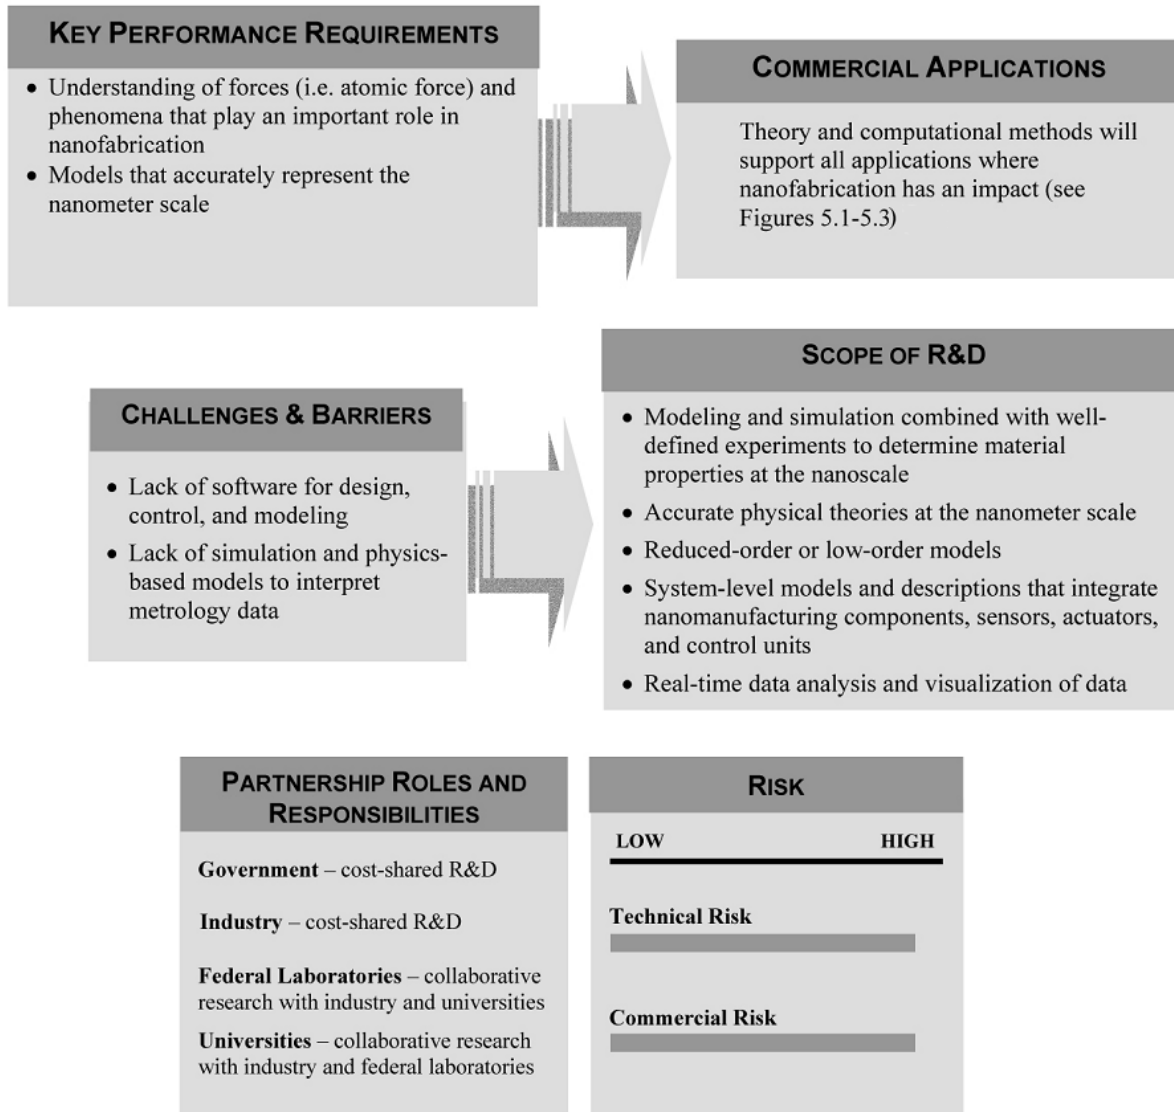 KEY PERFORMANCE REQUIREMENTS
• Understanding of forces (i.e. atomic force) and
phenomena that play an important role in
nanofabrication
• Models that accurately represent the
nanometer scale
COMMERCIAL APPLICATIONS
Theory and computational methods will
support all applications where
nanofabrication has an impact (see
Figures 5.1-5.3)
CHALLENGES & BARRIERS
• Lack of software for design,
control, and modeling
• Lack of simulation and physics-
based models to interpret
metrology data
SCOPE OF R&D
• Modeling and simulation combined with well-
defined experiments to determine material
properties at the nanoscale
• Accurate physical theories at the nanometer scale
• Reduced-order or low-order models
• System-level models and descriptions that integrate
nanomanufacturing components, sensors, actuators,
and control units
• Real-time data analysis and visualization of data
PARTNERSHIP ROLES AND
RESPONSIBILITIES
Government – cost-shared R&D
Industry – cost-shared R&D
Federal Laboratories – collaborative
research with industry and universities
Universities – collaborative research
with industry and federal laboratories
RISK
LOW HIGH
Technical Risk
Commercial Risk